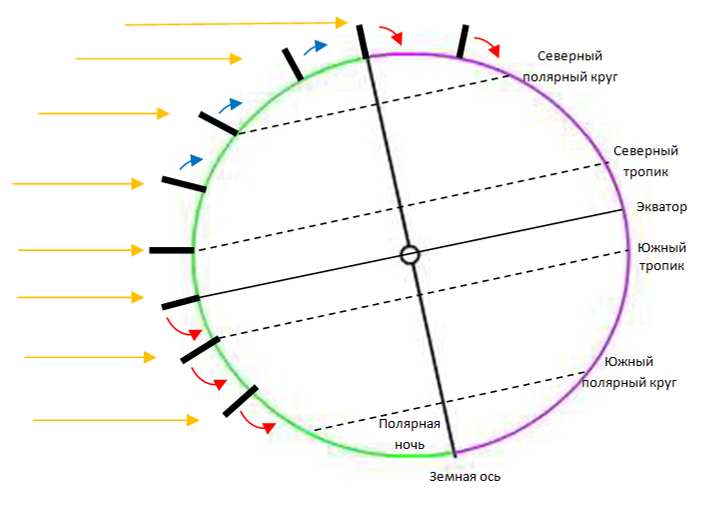 Северный
полярный круг
Северный
тропик
Экватор
Южный
тропик
Южный
полярный круг
Полярная
ночь
Земная ось